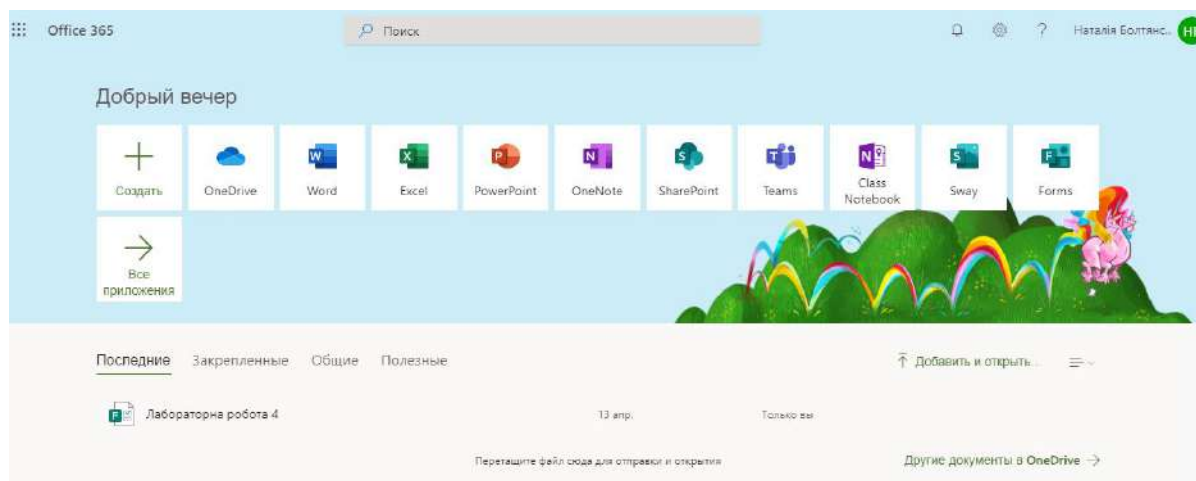 Office 365
Поиск
Наталія Болтянс..
Добрый вечер
Создать
OneDrive
Word
Excel
PowerPoint
OneNote
SharePoint
Teams
Class
Notebook
Sway
Forms
Все
приложения
Последние Закрепленные Общие Полезные
Добавить и открыть...
Лабораторна робота 4
13 апр.
Только вы
Перетащите файл сюда для отправки и открытия
Другие документы в OneDrive